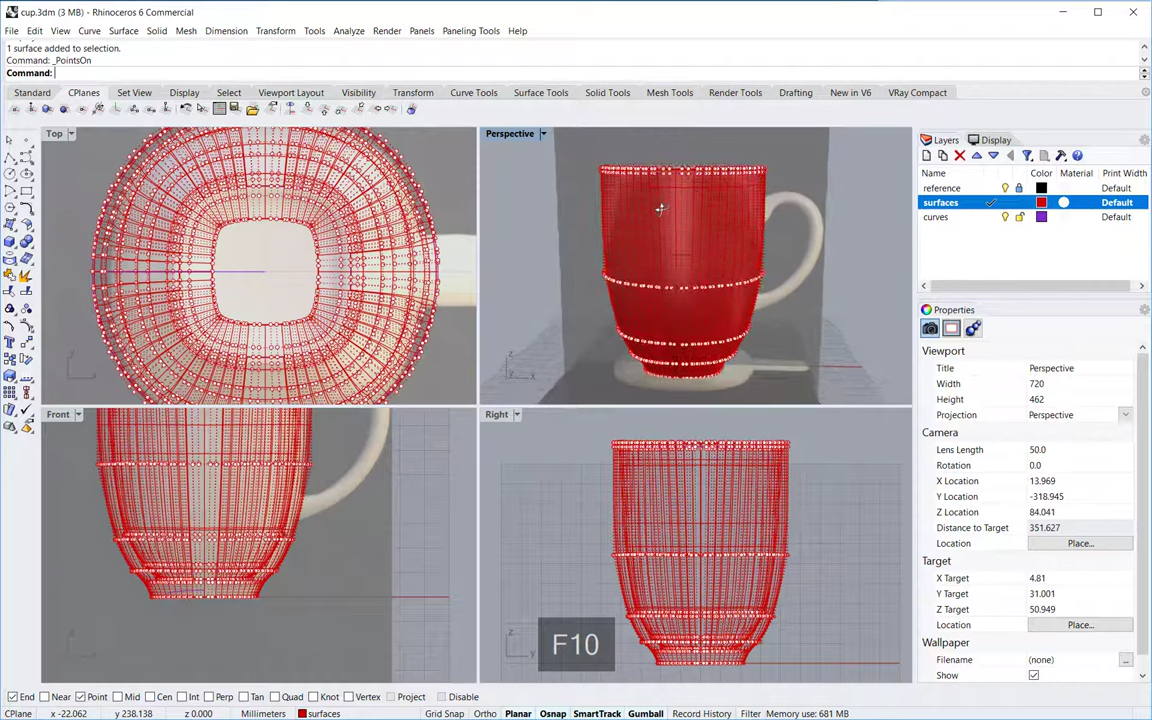 cup.3dm (3 MB) - Rhinoceros 6 Commercial
File Edit View Curve Surface Solid Mesh Dimension Transform Tools Analyze Render Panels Paneling Tools Help
1 surface added to selection.
Command: _PointsOn
Command:
Standard CPlanes Set View Display Select Viewport Layout Visibility Transform Curve Tools Surface Tools Solid Tools Mesh Tools Render Tools Drafting New in V6 VRay Compact
Top
Perspective
Front
Right
z
x
y
x
z
x
z
y
F10
Layers Display
Name Color Material Print Width
reference Default
surfaces Default
curves Default
Properties
Viewport
Title Perspective
Width 720
Height 462
Projection Perspective
Camera
Lens Length 50.0
Rotation 0.0
X Location 13.969
Y Location -318.945
Z Location 84.041
Distance to Target 351.627
Location Place...
Target
X Target 4.81
Y Target 31.001
Z Target 50.949
Location Place...
Wallpaper
Filename (none) ...
Show
End Near Point Mid Cen Int Perp Tan Quad Knot Vertex Project Disable
CPlane x -22.062 y 238.138 z 0.000 Millimeters surfaces Grid Snap Ortho Planar Osnap SmartTrack Gumball Record History Filter Memory use: 681 MB